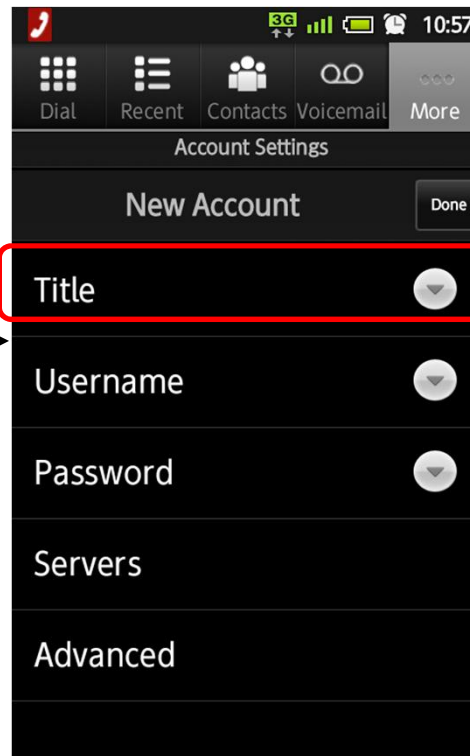 3G 10:57
Dial Recent Contacts Voicemail More
Account Settings
New Account Done
Title
Username
Password
Servers
Advanced